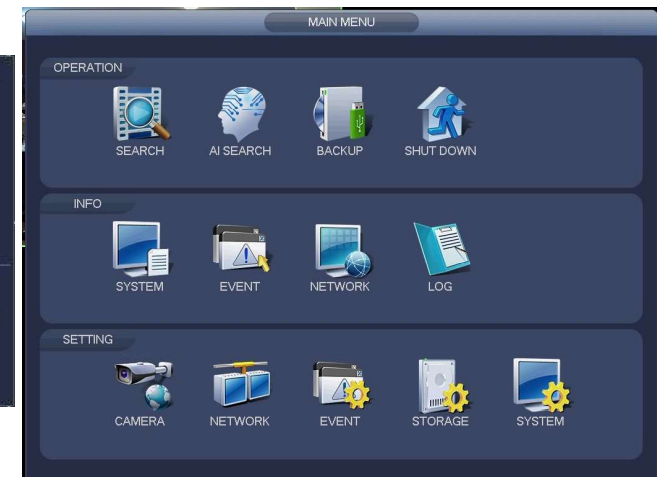 MAIN MENU
OPERATION
SEARCH AI SEARCH BACKUP SHUT DOWN
INFO
SYSTEM EVENT NETWORK LOG
SETTING
CAMERA NETWORK EVENT STORAGE SYSTEM